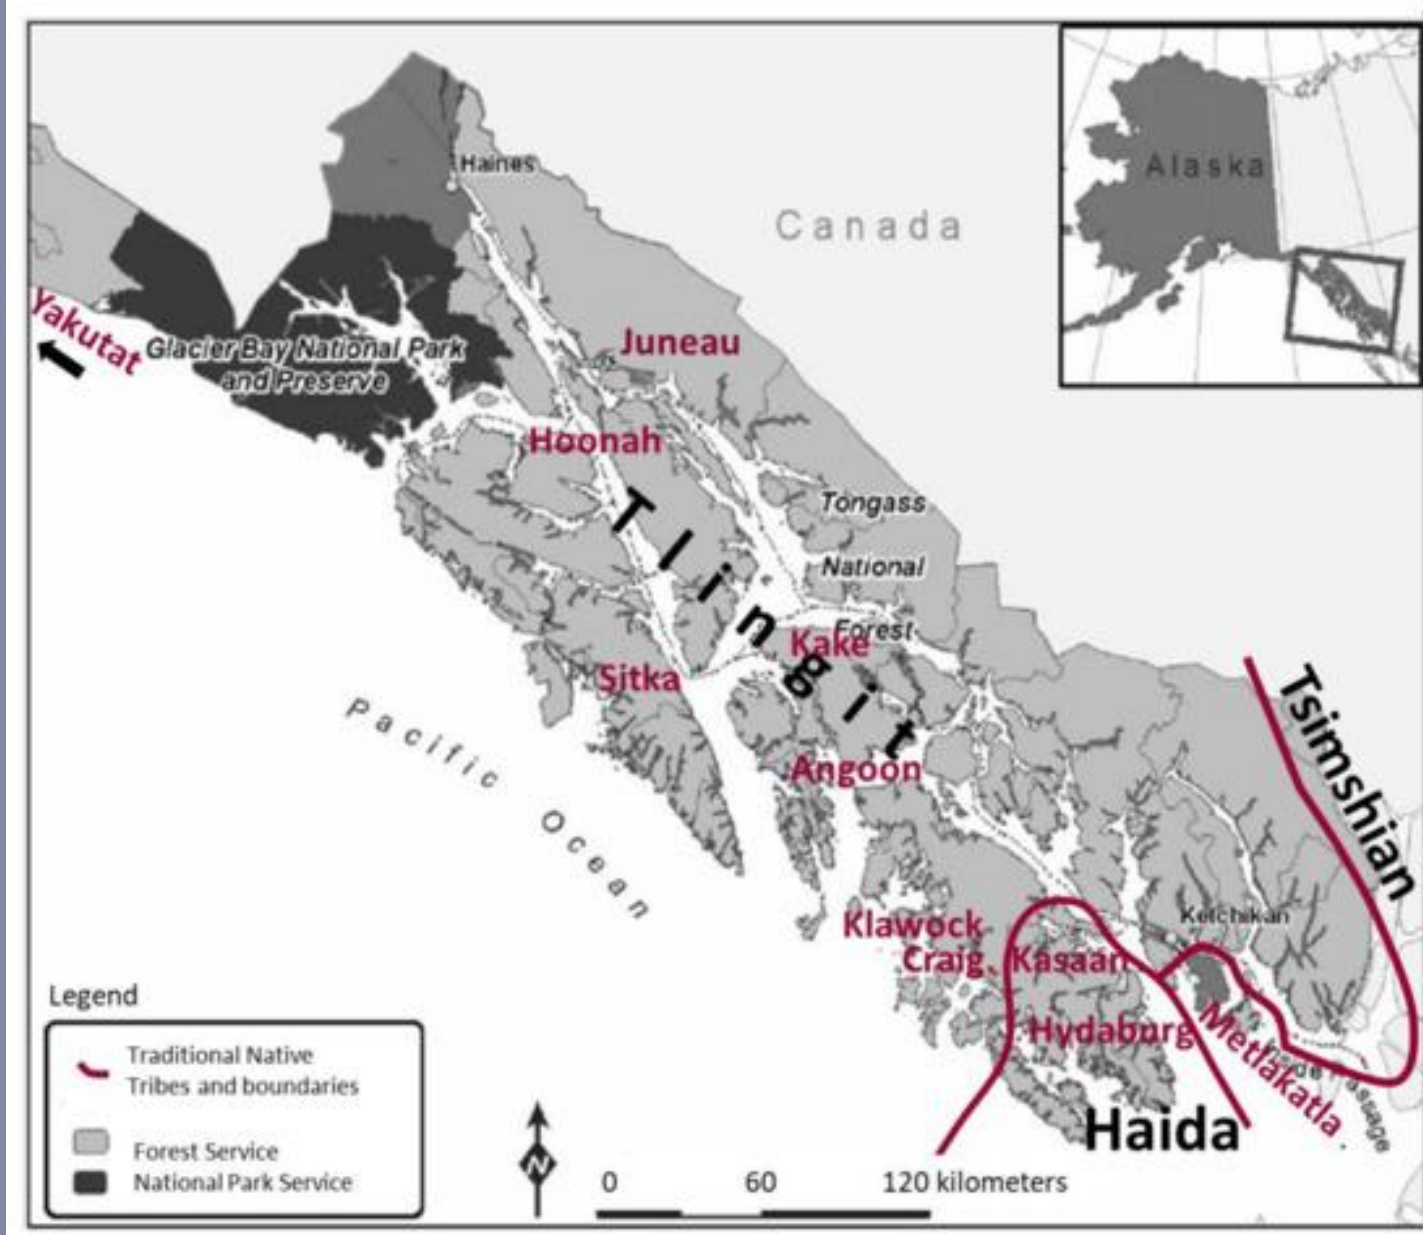 Haines
Canada
Alaska
Yakutat
Glacier Bay National Park
and Preserve
Juneau
Hoonah
Tlingit
Tongass
National
Forest
Kake
Sitka
Pacific Ocean
Angoon
Tsimshian
Klawock
Ketchikan
Craig
Kasaan
Hydaburg
Metlakatla
Passage
Haida
Legend
Traditional Native
Tribes and boundaries
Forest Service
National Park Service
N
0 60 120 kilometers